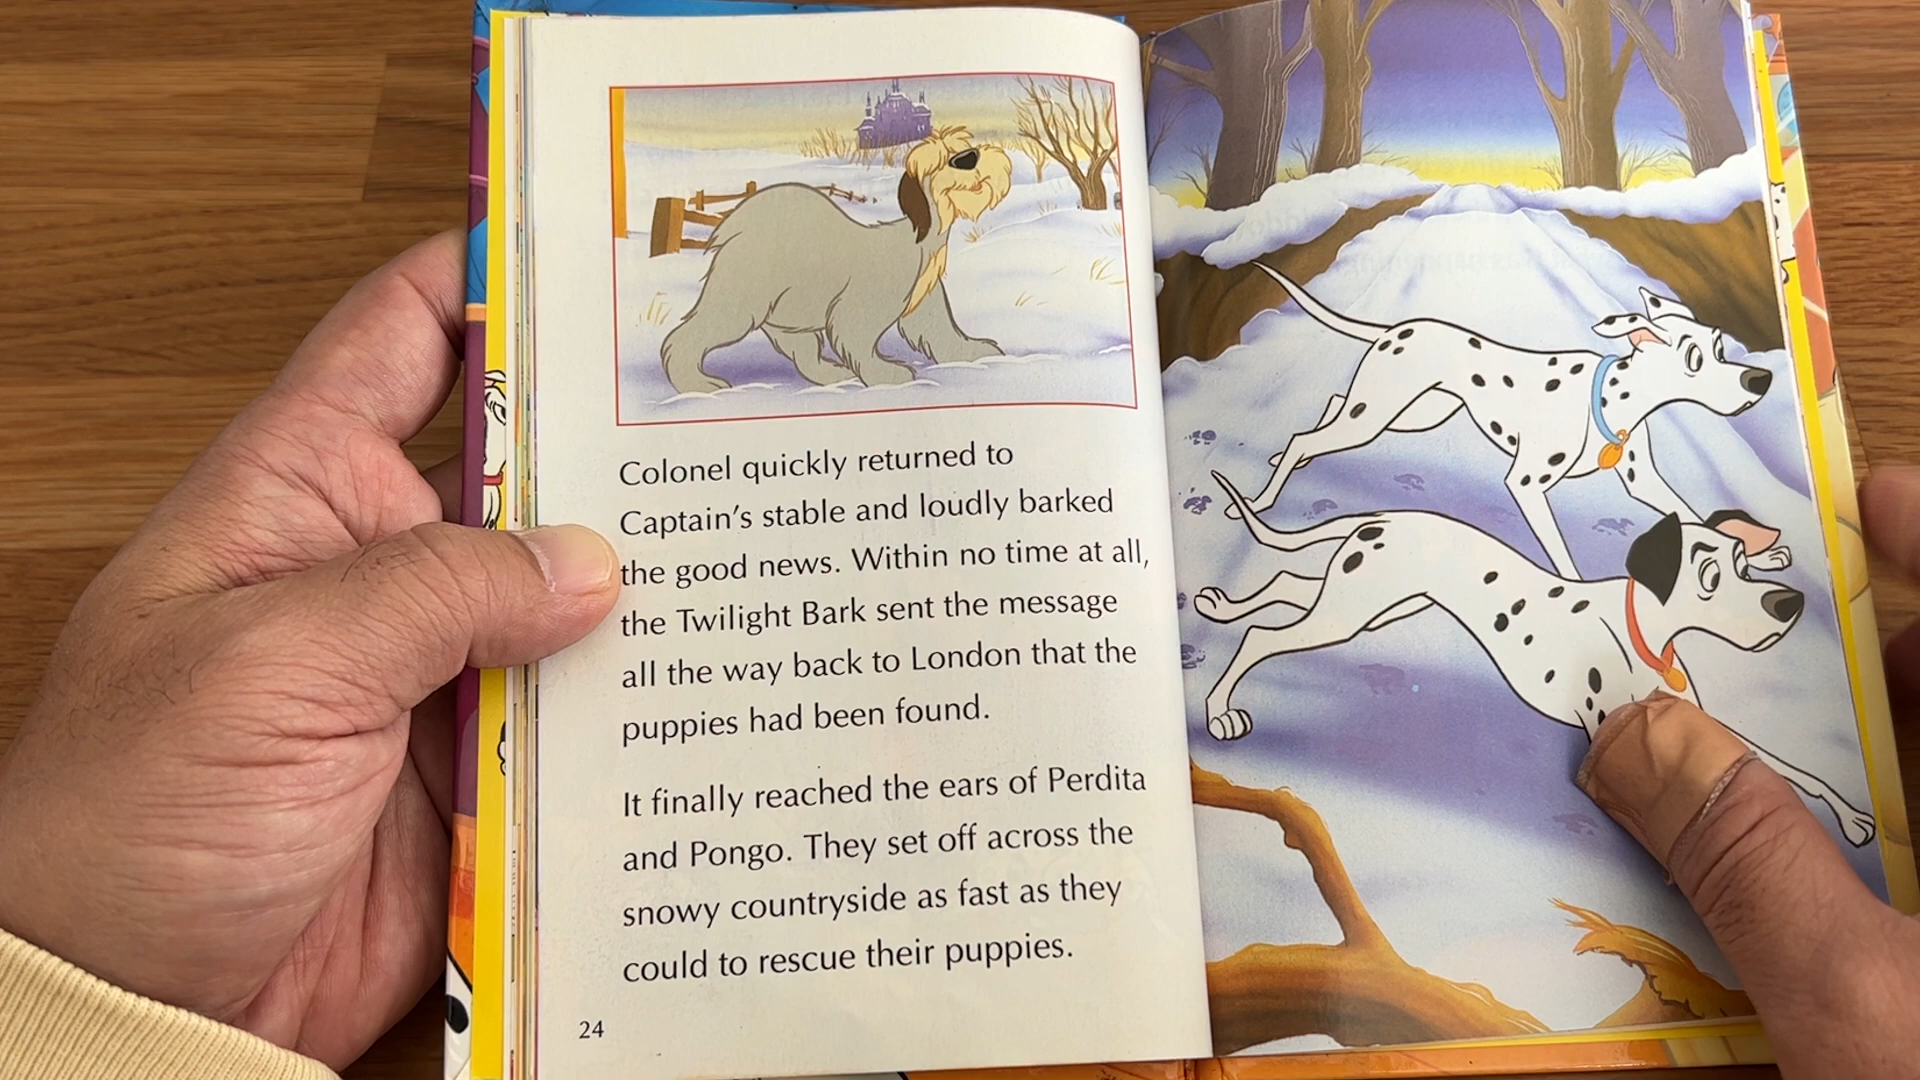 Colonel quickly returned to
Captain's stable and loudly barked
the good news. Within no time at all,
the Twilight Bark sent the message
all the way back to London that the
puppies had been found.
It finally reached the ears of Perdita
and Pongo. They set off across the
snowy countryside as fast as they
could to rescue their puppies.
24